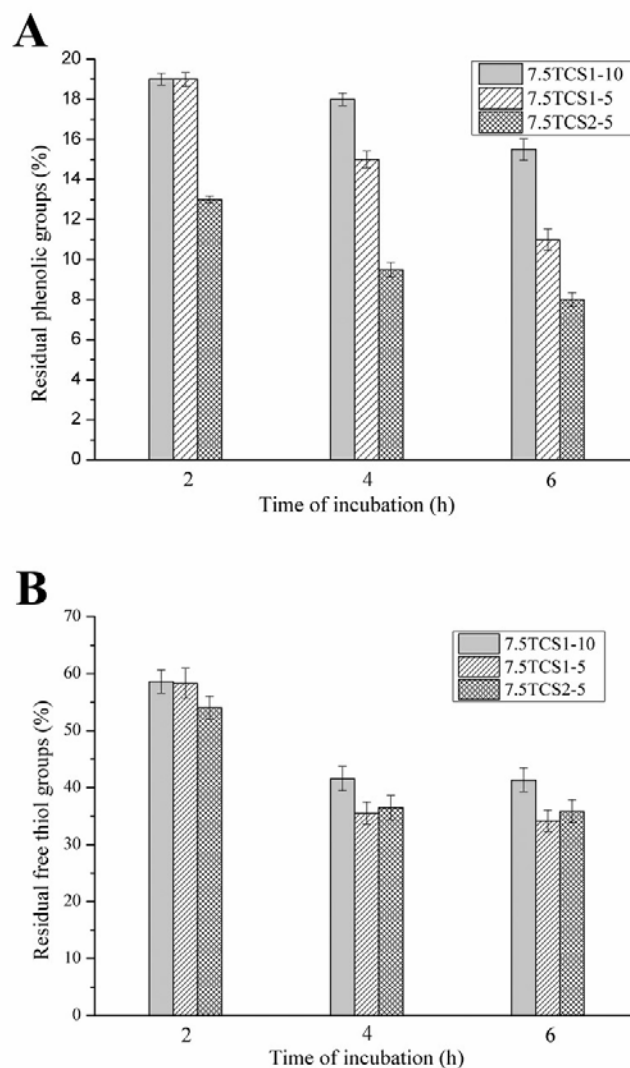 A
20
18
16
14
12
10
8
6
4
2
0
Residual phenolic groups (%)
7.5TCS1-10
7.5TCS1-5
7.5TCS2-5
2 4 6
Time of incubation (h)
B
70
60
50
40
30
20
10
0
Residual free thiol groups (%)
7.5TCS1-10
7.5TCS1-5
7.5TCS2-5
2 4 6
Time of incubation (h)